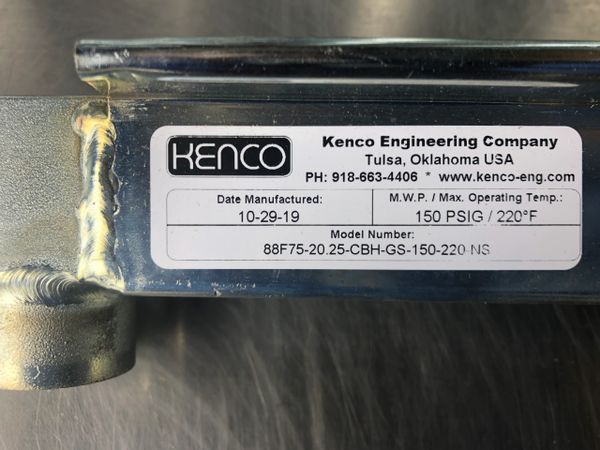 KENCO
Kenco Engineering Company
Tulsa, Oklahoma USA
PH: 918-663-4406 * www.kenco-eng.com
Date Manufactured:
10-29-19
M.W.P. / Max. Operating Temp.:
150 PSIG / 220°F
Model Number:
88F75-20.25-CBH-GS-150-220-NS